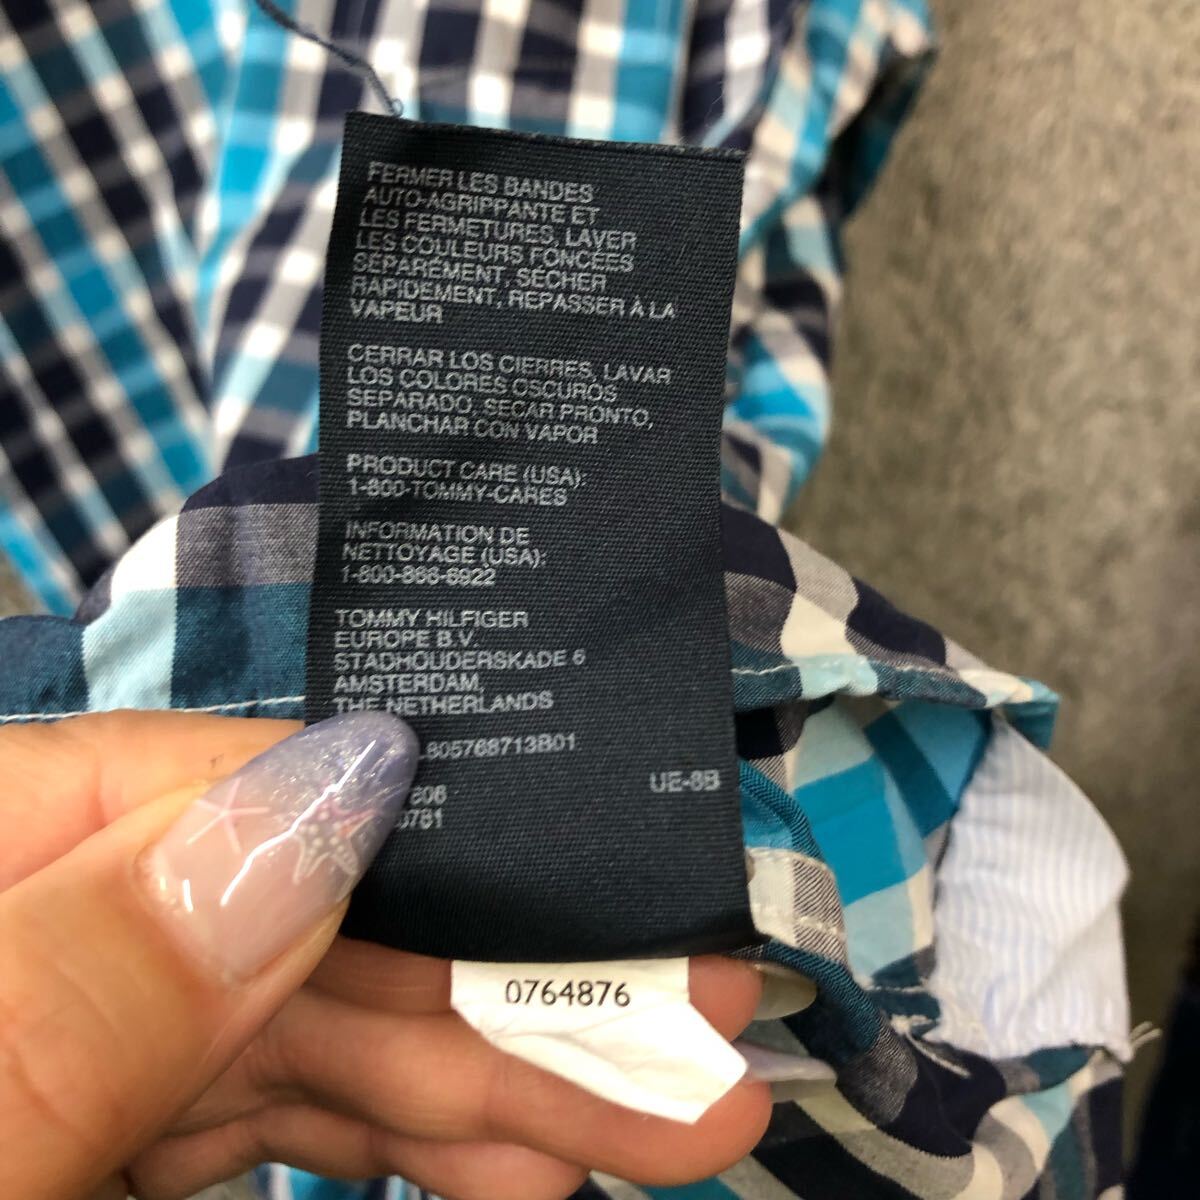 FERMER LES BANDES
AUTO-AGRIPPANTE ET
LES FERMETURES, LAVER
LES COULEURS FONCÉES
SÉPARÉMENT, SÉCHER
RAPIDEMENT, REPASSER À LA
VAPEUR
CERRAR LOS CIERRES, LAVAR
LOS COLORES OSCUROS
SEPARADO, SECAR PRONTO,
PLANCHAR CON VAPOR
PRODUCT CARE (USA):
1-800-TOMMY-CARES
INFORMATION DE
NETTOYAGE (USA):
1-800-866-6922
TOMMY HILFIGER
EUROPE B.V.
STADHOUDERSKADE 6
AMSTERDAM,
THE NETHERLANDS
805768713B01
UE-8B
0764876